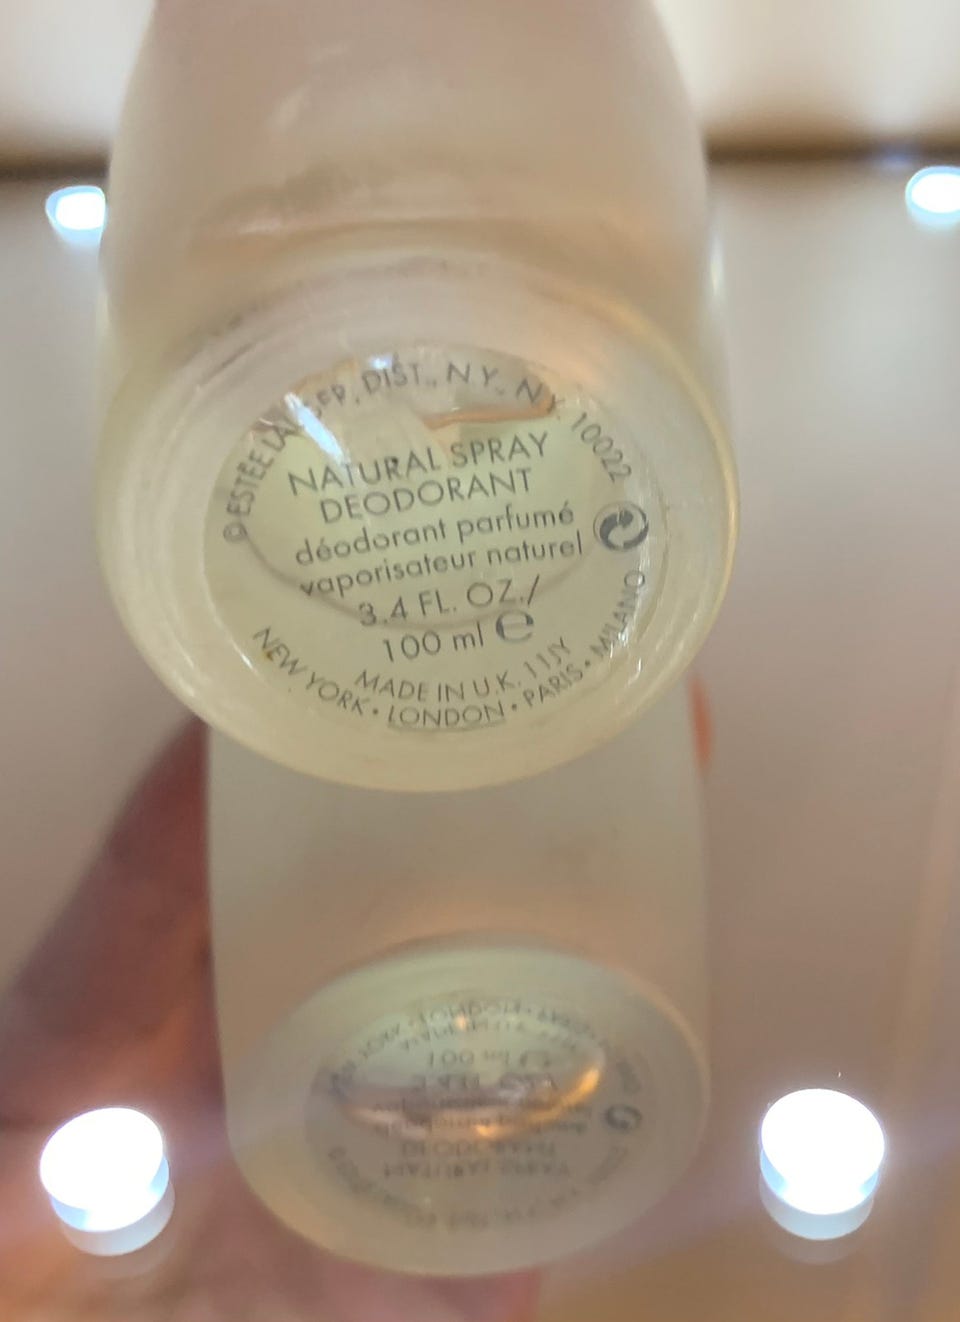 © ESTÉE LAUDER, DIST., N.Y., N.Y. 10022
NATURAL SPRAY
DEODORANT
déodorant parfumé
vaporisateur naturel
3.4 FL. OZ./
100 ml ℮
MADE IN U.K. 11JY
NEW YORK • LONDON • PARIS • MILANO